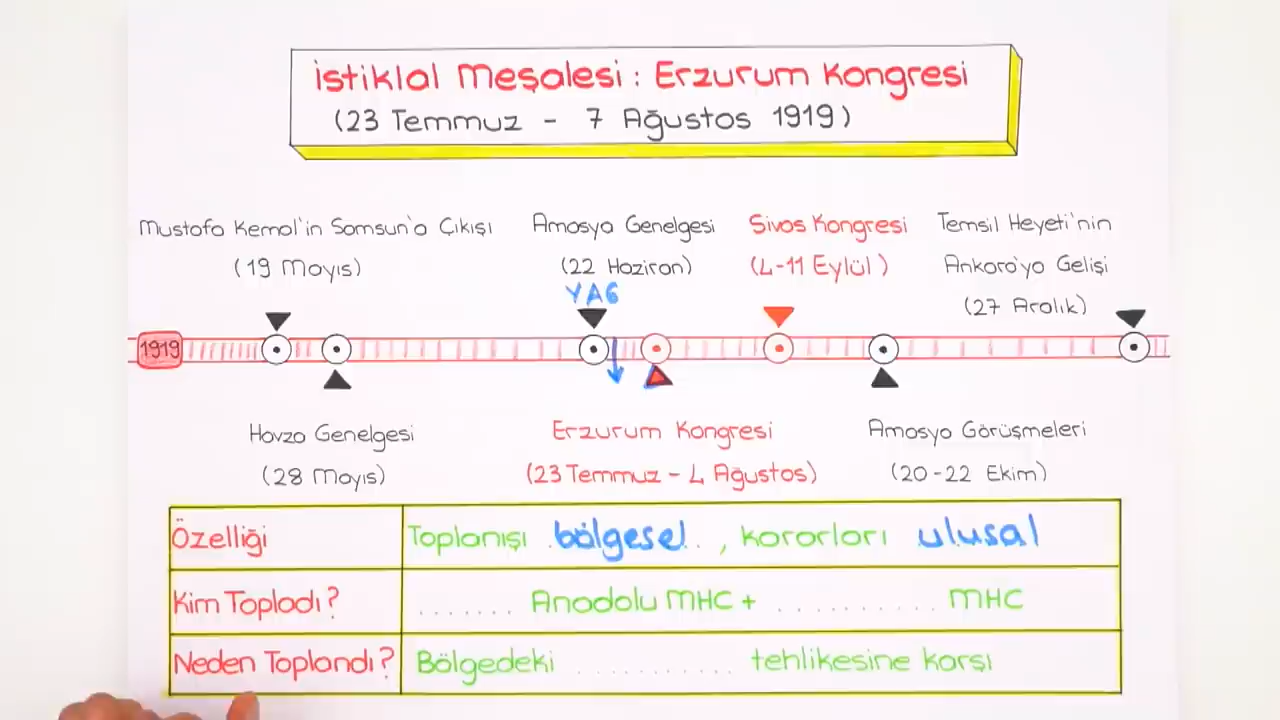 İstiklal Meşalesi : Erzurum Kongresi
(23 Temmuz - 7 Ağustos 1919)
Mustafa Kemal'in Samsun'a Çıkışı
(19 Mayıs)
Amasya Genelgesi
(22 Haziran)
YAG
Sivas Kongresi
(4-11 Eylül)
Temsil Heyeti'nin
Ankara'ya Gelişi
(27 Aralık)
1919
Havza Genelgesi
(28 Mayıs)
Erzurum Kongresi
(23 Temmuz - 4 Ağustos)
Amasya Görüşmeleri
(20-22 Ekim)
Özelliği Toplanışı bölgesel.., kararları ulusal
Kim Topladı? ....... Anadolu MHC + ........... MHC
Neden Toplandı? Bölgedeki ........... tehlikesine karşı